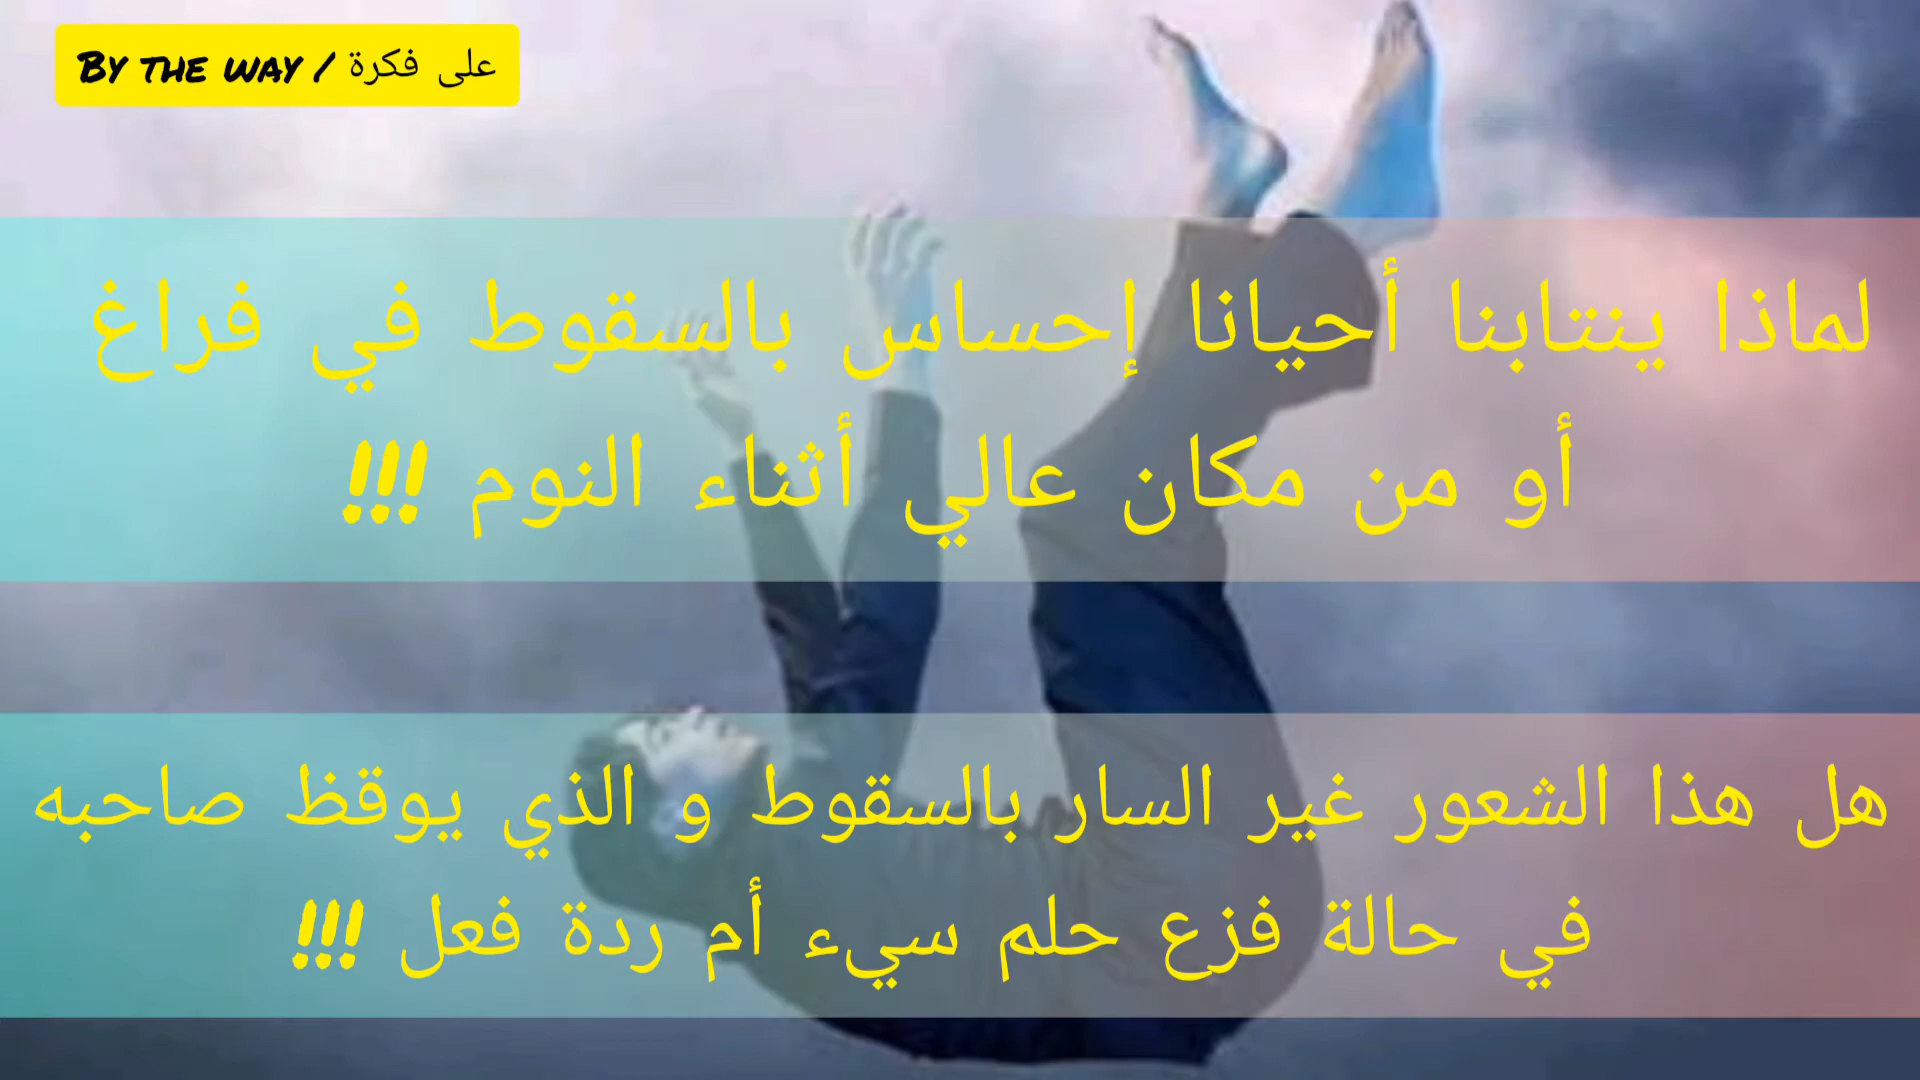 By the way / على فكرة
لماذا ينتابنا أحيانا إحساس بالسقوط في فراغ
أو من مكان عالي أثناء النوم !!!
هل هذا الشعور غير السار بالسقوط و الذي يوقظ صاحبه
في حالة فزع حلم سيء أم ردة فعل !!!